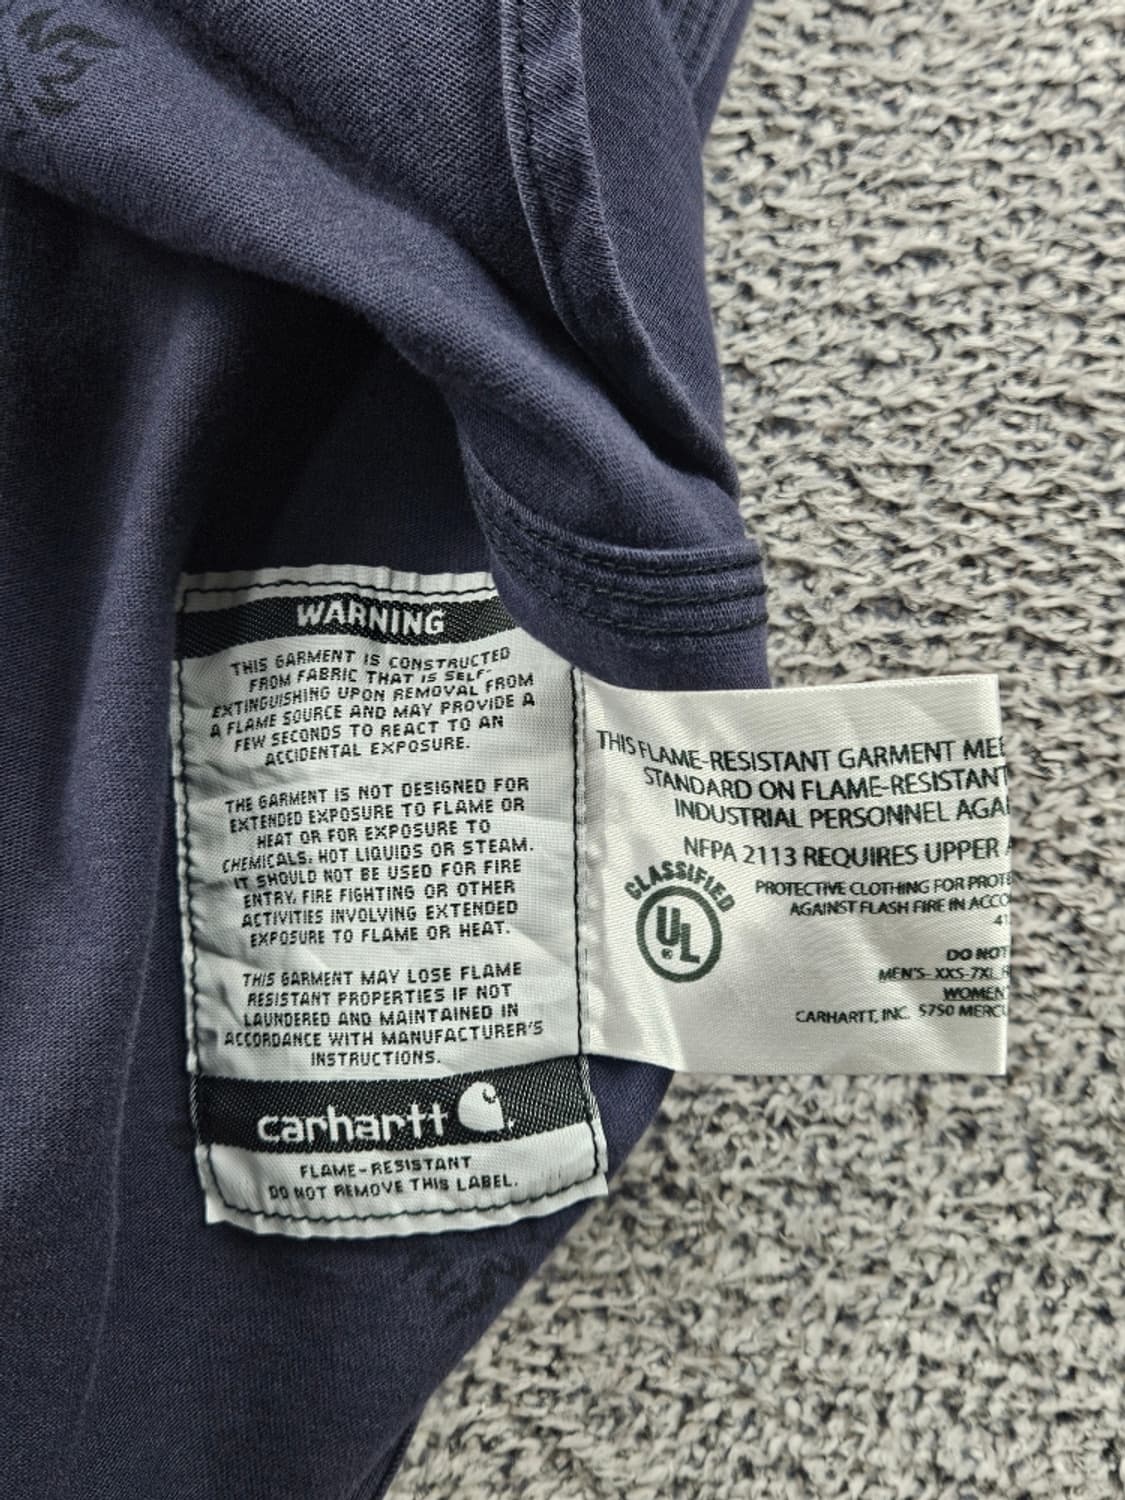 WARNING
THIS GARMENT IS CONSTRUCTED
FROM FABRIC THAT IS SELF-
EXTINGUISHING UPON REMOVAL FROM
A FLAME SOURCE AND MAY PROVIDE A
FEW SECONDS TO REACT TO AN
ACCIDENTAL EXPOSURE.
THE GARMENT IS NOT DESIGNED FOR
EXTENDED EXPOSURE TO FLAME OR
HEAT OR FOR EXPOSURE TO
CHEMICALS, HOT LIQUIDS OR STEAM.
IT SHOULD NOT BE USED FOR FIRE
ENTRY, FIRE FIGHTING OR OTHER
ACTIVITIES INVOLVING EXTENDED
EXPOSURE TO FLAME OR HEAT.
THIS GARMENT MAY LOSE FLAME
RESISTANT PROPERTIES IF NOT
LAUNDERED AND MAINTAINED IN
ACCORDANCE WITH MANUFACTURER'S
INSTRUCTIONS.
carhartt
FLAME-RESISTANT
DO NOT REMOVE THIS LABEL.
THIS FLAME-RESISTANT GARMENT
STANDARD ON FLAME-RESISTANT
INDUSTRIAL PERSONNEL
NFPA 2113 REQUIRES UPPER
CLASSIFIED
UL
PROTECTIVE CLOTHING FOR
AGAINST FLASH FIRE IN
DO NOT
MEN'S- XXS-7XL
CARHARTT, INC. 5750